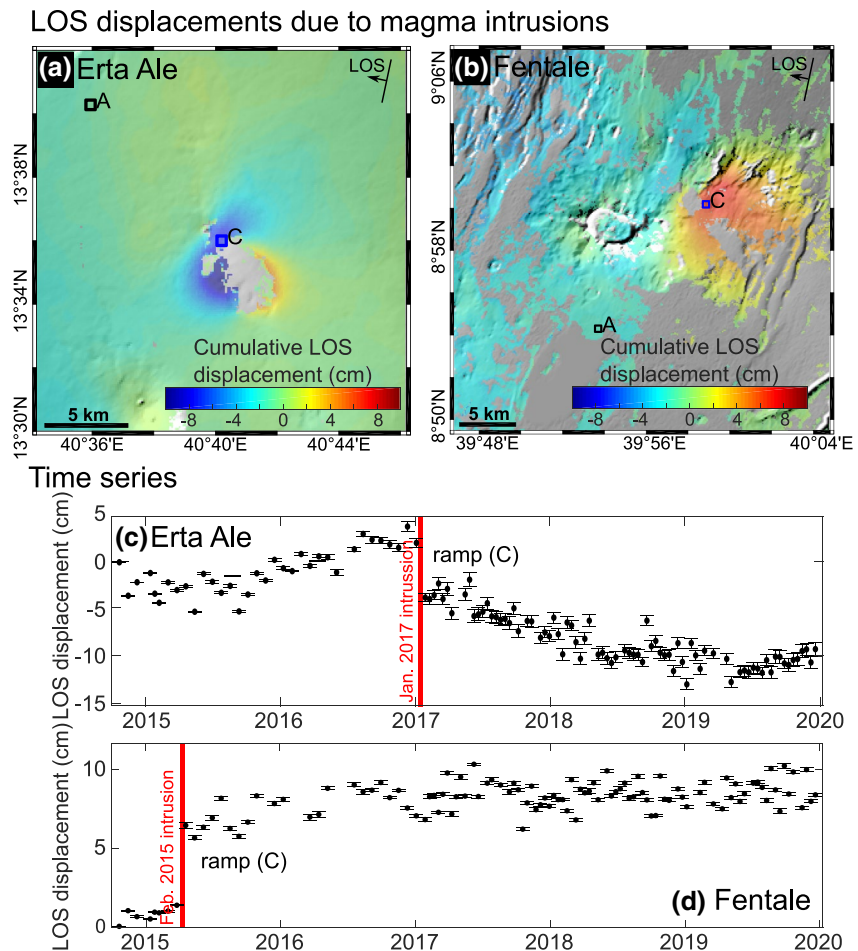 LOS displacements due to magma intrusions
(a) Erta Ale
LOS
A
C
13°38'N
13°34'N
13°30'N
Cumulative LOS
displacement (cm)
-8 -4 0 4 8
5 km
40°36'E 40°40'E 40°44'E
(b) Fentale
LOS
C
A
9°06'N
8°58'N
8°50'N
Cumulative LOS
displacement (cm)
-8 -4 0 4 8
5 km
39°48'E 39°56'E 40°04'E
Time series
LOS displacement (cm)
5
0
-5
-10
-15
(c) Erta Ale
ramp (C)
Jan. 2017 intrussion
2015 2016 2017 2018 2019 2020
LOS displacement (cm)
10
5
0
Feb. 2015 intrusion
ramp (C)
(d) Fentale
2015 2016 2017 2018 2019 2020